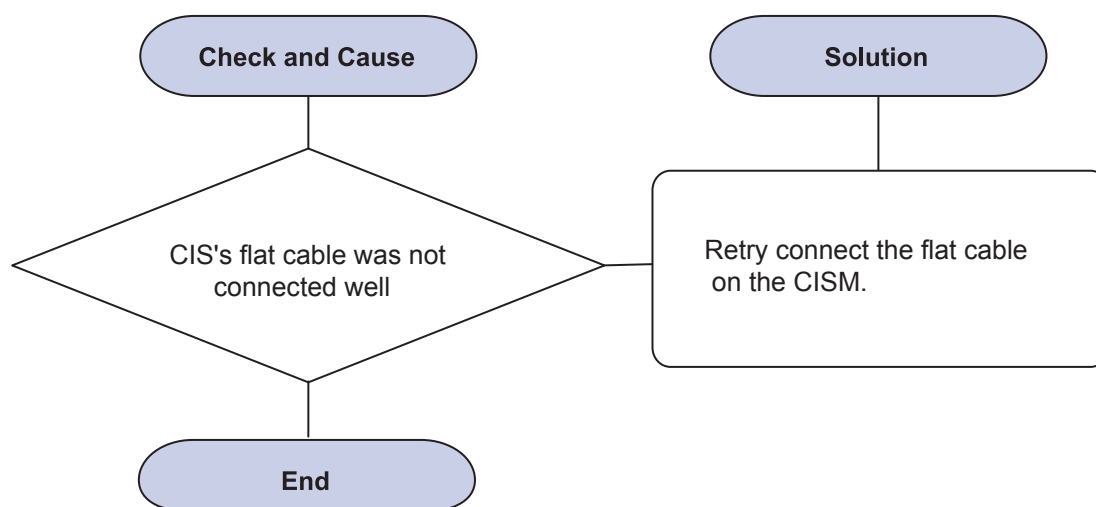 Check and Cause
Solution
CIS's flat cable was not
connected well
Retry connect the flat cable
on the CISM.
End